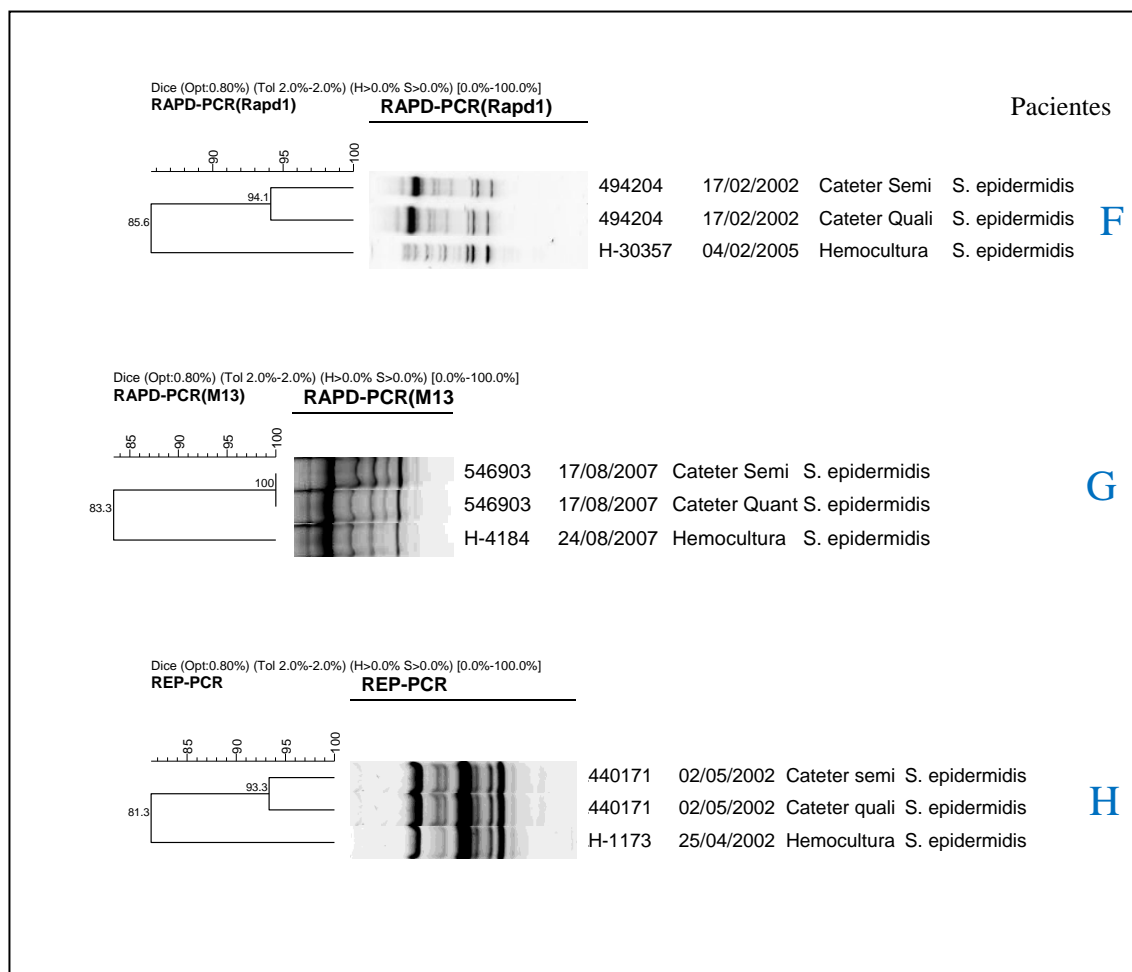 Dice (Opt:0.80%) (Tol 2.0%-2.0%) (H>0.0% S>0.0%) [0.0%-100.0%]
RAPD-PCR(Rapd1) RAPD-PCR(Rapd1)
Pacientes
90 95 100
494204 17/02/2002 Cateter Semi S. epidermidis
94.1
494204 17/02/2002 Cateter Quali S. epidermidis
F
85.6
H-30357 04/02/2005 Hemocultura S. epidermidis
Dice (Opt:0.80%) (Tol 2.0%-2.0%) (H>0.0% S>0.0%) [0.0%-100.0%]
RAPD-PCR(M13) RAPD-PCR(M13
85 90 95 100
546903 17/08/2007 Cateter Semi S. epidermidis
100
G
546903 17/08/2007 Cateter Quant S. epidermidis
83.3
H-4184 24/08/2007 Hemocultura S. epidermidis
Dice (Opt:0.80%) (Tol 2.0%-2.0%) (H>0.0% S>0.0%) [0.0%-100.0%]
REP-PCR REP-PCR
85 90 95 100
440171 02/05/2002 Cateter semi S. epidermidis
93.3
440171 02/05/2002 Cateter quali S. epidermidis
H
81.3
H-1173 25/04/2002 Hemocultura S. epidermidis